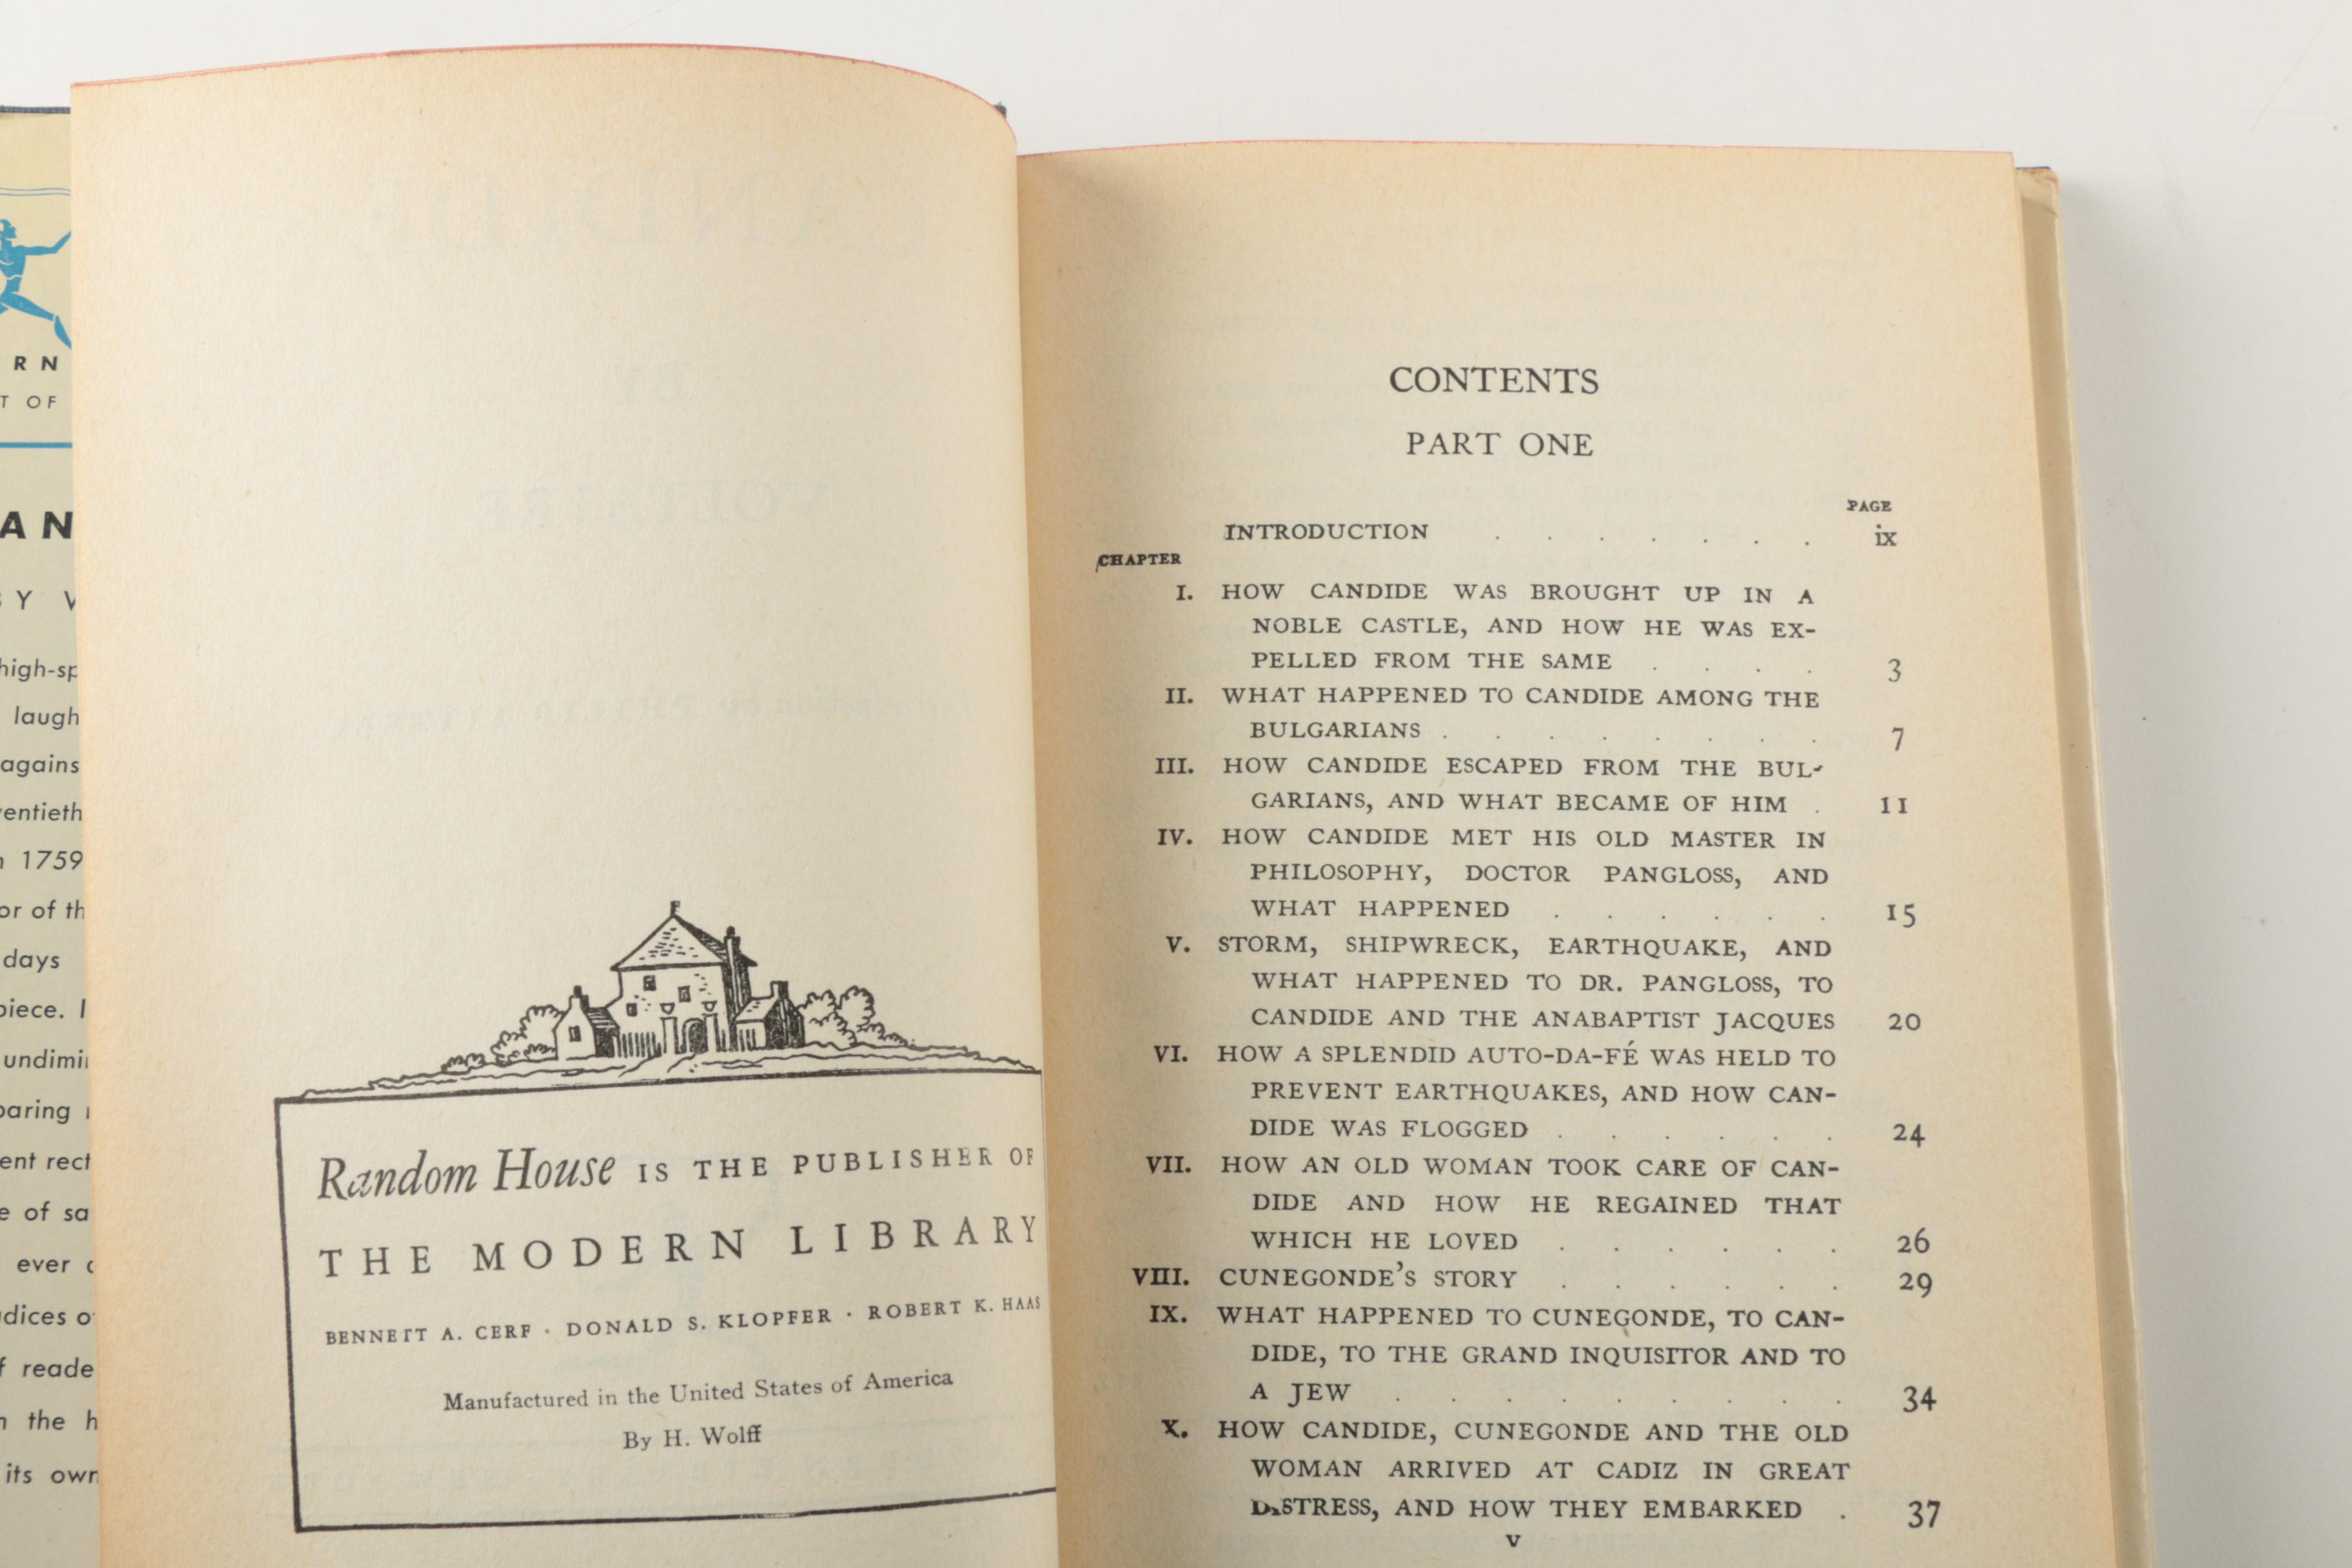 RN
T OF
AN
BY V
high-sp
laugh
agains
entieth
1759
or of th
days
piece. I
undimi
paring
ent rect
e of sa
ever
dices o
f reade
n the h
its own
CANDIDE
by
VOLTAIRE
Random House IS THE PUBLISHER OF
THE MODERN LIBRARY
BENNETT A. CERF · DONALD S. KLOPFER · ROBERT K. HAAS
Manufactured in the United States of America
By H. Wolff
CONTENTS
PART ONE
PAGE
INTRODUCTION . . . . . . . ix
CHAPTER
I. HOW CANDIDE WAS BROUGHT UP IN A
NOBLE CASTLE, AND HOW HE WAS EX-
PELLED FROM THE SAME . . . . 3
II. WHAT HAPPENED TO CANDIDE AMONG THE
BULGARIANS . . . . . . . . 7
III. HOW CANDIDE ESCAPED FROM THE BUL-
GARIANS, AND WHAT BECAME OF HIM . 11
IV. HOW CANDIDE MET HIS OLD MASTER IN
PHILOSOPHY, DOCTOR PANGLOSS, AND
WHAT HAPPENED . . . . . . 15
V. STORM, SHIPWRECK, EARTHQUAKE, AND
WHAT HAPPENED TO DR. PANGLOSS, TO
CANDIDE AND THE ANABAPTIST JACQUES 20
VI. HOW A SPLENDID AUTO-DA-FÉ WAS HELD TO
PREVENT EARTHQUAKES, AND HOW CAN-
DIDE WAS FLOGGED . . . . . . 24
VII. HOW AN OLD WOMAN TOOK CARE OF CAN-
DIDE AND HOW HE REGAINED THAT
WHICH HE LOVED . . . . . . 26
VIII. CUNEGONDE'S STORY . . . . . . 29
IX. WHAT HAPPENED TO CUNEGONDE, TO CAN-
DIDE, TO THE GRAND INQUISITOR AND TO
A JEW . . . . . . . . . 34
X. HOW CANDIDE, CUNEGONDE AND THE OLD
WOMAN ARRIVED AT CADIZ IN GREAT
DISTRESS, AND HOW THEY EMBARKED . 37
v